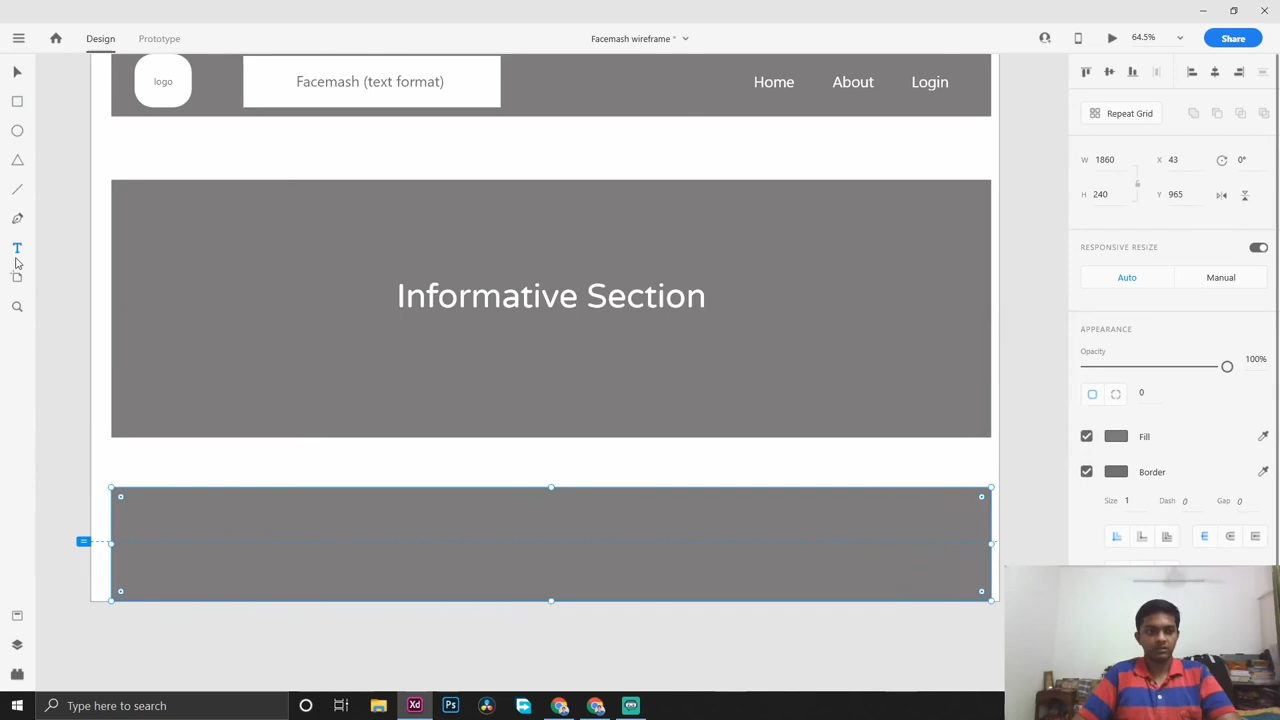 Design
Prototype
Facemash wireframe *
64.5%
Share
logo
Facemash (text format)
Home
About
Login
Repeat Grid
W 1860
X 43
0°
H 240
Y 965
Informative Section
RESPONSIVE RESIZE
Auto
Manual
APPEARANCE
Opacity
100%
0
Fill
Border
Size 1
Dash 0
Gap 0
T
Type here to search
Xd
Ps